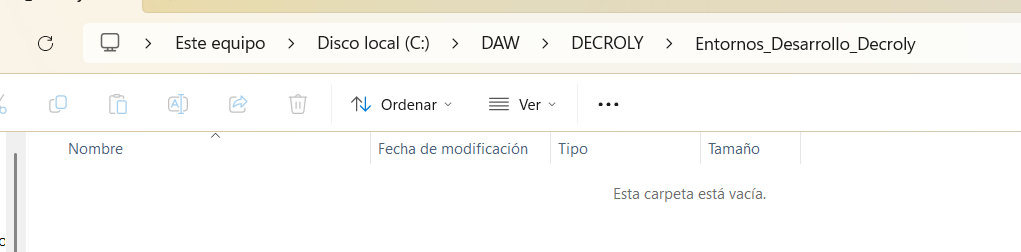 Este equipo > Disco local (C:) > DAW > DECROLY > Entornos_Desarrollo_Decroly
Ordenar Ver
Nombre Fecha de modificación Tipo Tamaño
Esta carpeta está vacía.